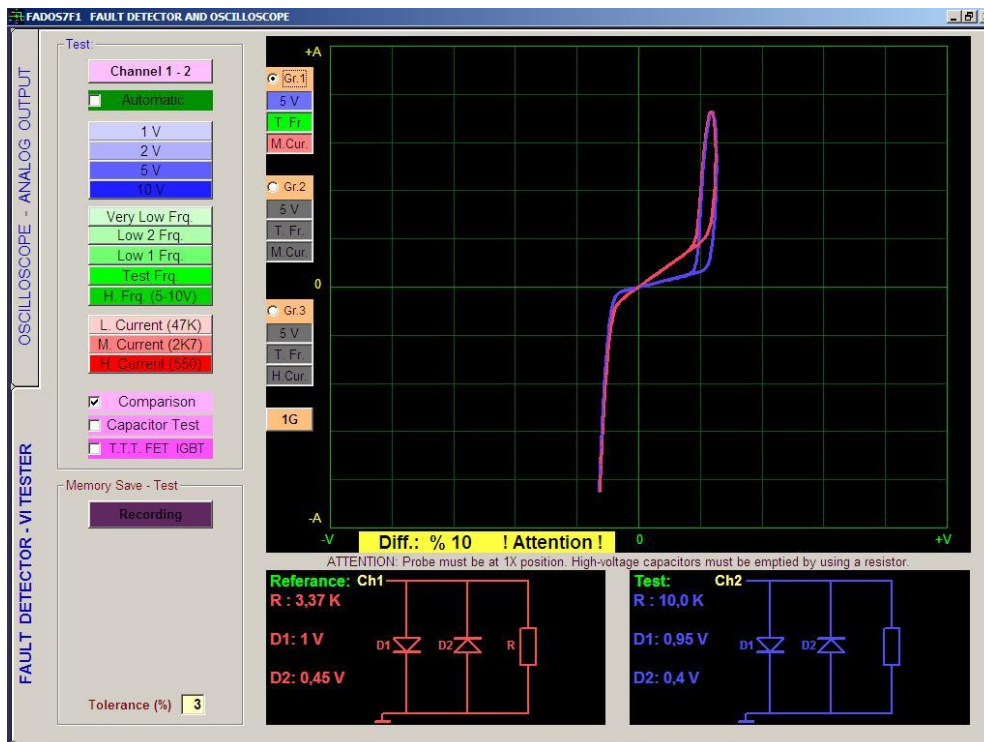 FADOS7F1 FAULT DETECTOR AND OSCILLOSCOPE
OSCILLOSCOPE - ANALOG OUTPUT
FAULT DETECTOR - VI TESTER
Test:
Channel 1 - 2
Automatic
1 V
2 V
5 V
10 V
Very Low Frq.
Low 2 Frq.
Low 1 Frq.
Test Frq.
H. Frq. (5-10V)
L. Current (47K)
M. Current (2K7)
H. Current (550)
Comparison
Capacitor Test
T.T.T. FET IGBT
Memory Save - Test
Recording
Tolerance (%) 3
+A
Gr.1
5 V
T. Fr
M.Cur.
Gr.2
5 V
T. Fr.
M.Cur.
0
Gr.3
5 V
T. Fr.
H.Cur.
1G
-A
-V
Diff.: % 10 ! Attention !
0
+V
ATTENTION: Probe must be at 1X position. High-voltage capacitors must be emptied by using a resistor.
Referance: Ch1
R : 3,37 K
D1: 1 V
D2: 0,45 V
D1
D2
R
Test: Ch2
R : 10,0 K
D1: 0,95 V
D2: 0,4 V
D1
D2